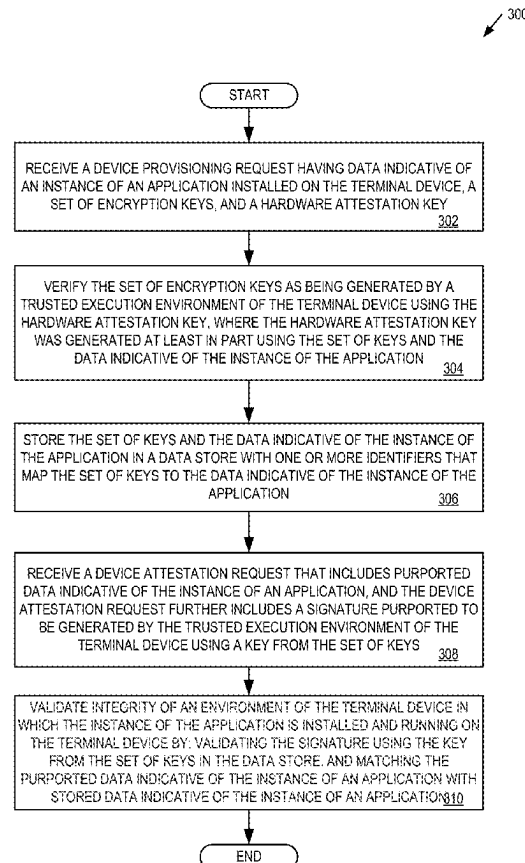 300
START
RECEIVE A DEVICE PROVISIONING REQUEST HAVING DATA INDICATIVE OF
AN INSTANCE OF AN APPLICATION INSTALLED ON THE TERMINAL DEVICE, A
SET OF ENCRYPTION KEYS, AND A HARDWARE ATTESTATION KEY
302
VERIFY THE SET OF ENCRYPTION KEYS AS BEING GENERATED BY A
TRUSTED EXECUTION ENVIRONMENT OF THE TERMINAL DEVICE USING THE
HARDWARE ATTESTATION KEY, WHERE THE HARDWARE ATTESTATION KEY
WAS GENERATED AT LEAST IN PART USING THE SET OF KEYS AND THE
DATA INDICATIVE OF THE INSTANCE OF THE APPLICATION
304
STORE THE SET OF KEYS AND THE DATA INDICATIVE OF THE INSTANCE OF
THE APPLICATION IN A DATA STORE WITH ONE OR MORE IDENTIFIERS THAT
MAP THE SET OF KEYS TO THE DATA INDICATIVE OF THE INSTANCE OF THE
APPLICATION
306
RECEIVE A DEVICE ATTESTATION REQUEST THAT INCLUDES PURPORTED
DATA INDICATIVE OF THE INSTANCE OF AN APPLICATION, AND THE DEVICE
ATTESTATION REQUEST FURTHER INCLUDES A SIGNATURE PURPORTED TO
BE GENERATED BY THE TRUSTED EXECUTION ENVIRONMENT OF THE
TERMINAL DEVICE USING A KEY FROM THE SET OF KEYS
308
VALIDATE INTEGRITY OF AN ENVIRONMENT OF THE TERMINAL DEVICE IN
WHICH THE INSTANCE OF THE APPLICATION IS INSTALLED AND RUNNING ON
THE TERMINAL DEVICE BY: VALIDATING THE SIGNATURE USING THE KEY
FROM THE SET OF KEYS IN THE DATA STORE, AND MATCHING THE
PURPORTED DATA INDICATIVE OF THE INSTANCE OF AN APPLICATION WITH
STORED DATA INDICATIVE OF THE INSTANCE OF AN APPLICATION
310
END